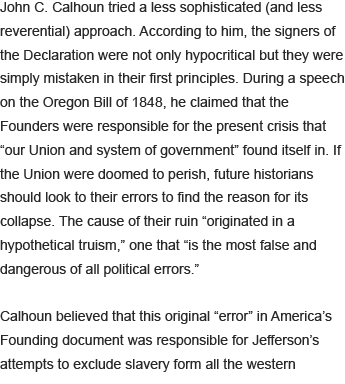 John C. Calhoun tried a less sophisticated (and less
reverential) approach. According to him, the signers of
the Declaration were not only hypocritical but they were
simply mistaken in their first principles. During a speech
on the Oregon Bill of 1848, he claimed that the
Founders were responsible for the present crisis that
“our Union and system of government” found itself in. If
the Union were doomed to perish, future historians
should look to their errors to find the reason for its
collapse. The cause of their ruin “originated in a
hypothetical truism,” one that “is the most false and
dangerous of all political errors.”

Calhoun believed that this original “error” in America’s
Founding document was responsible for Jefferson’s
attempts to exclude slavery form all the western